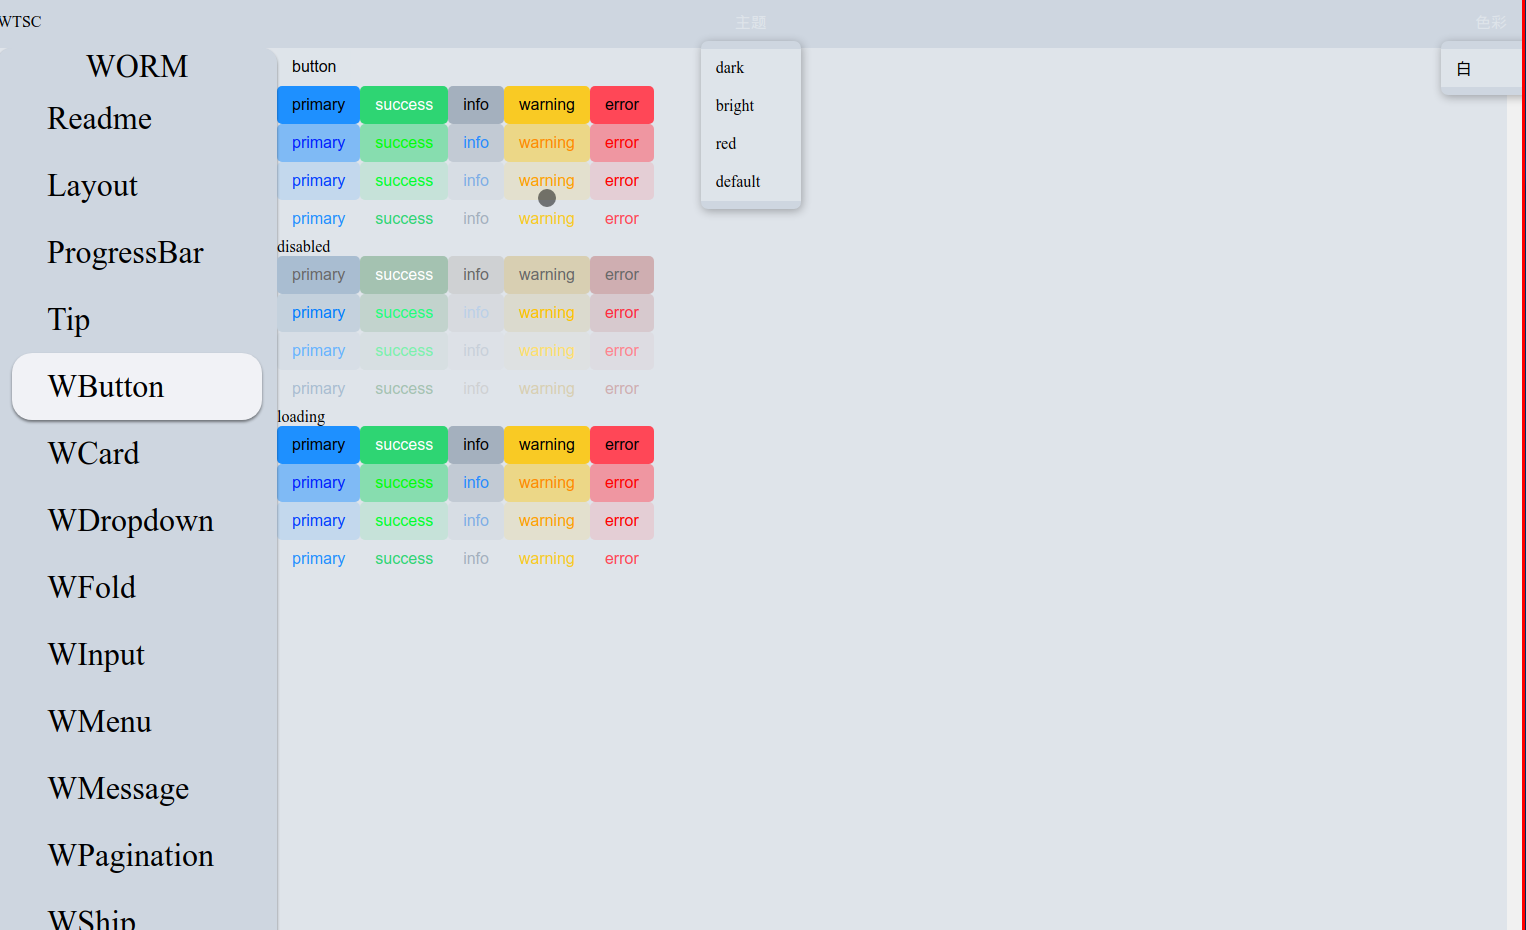 WTSC
主题
色彩
WORM
Readme
Layout
ProgressBar
Tip
WButton
WCard
WDropdown
WFold
WInput
WMenu
WMessage
WPagination
WShip
button
primary success info warning error
primary success info warning error
primary success info warning error
primary success info warning error
disabled
primary success info warning error
primary success info warning error
primary success info warning error
primary success info warning error
loading
primary success info warning error
primary success info warning error
primary success info warning error
primary success info warning error
dark
bright
red
default
白